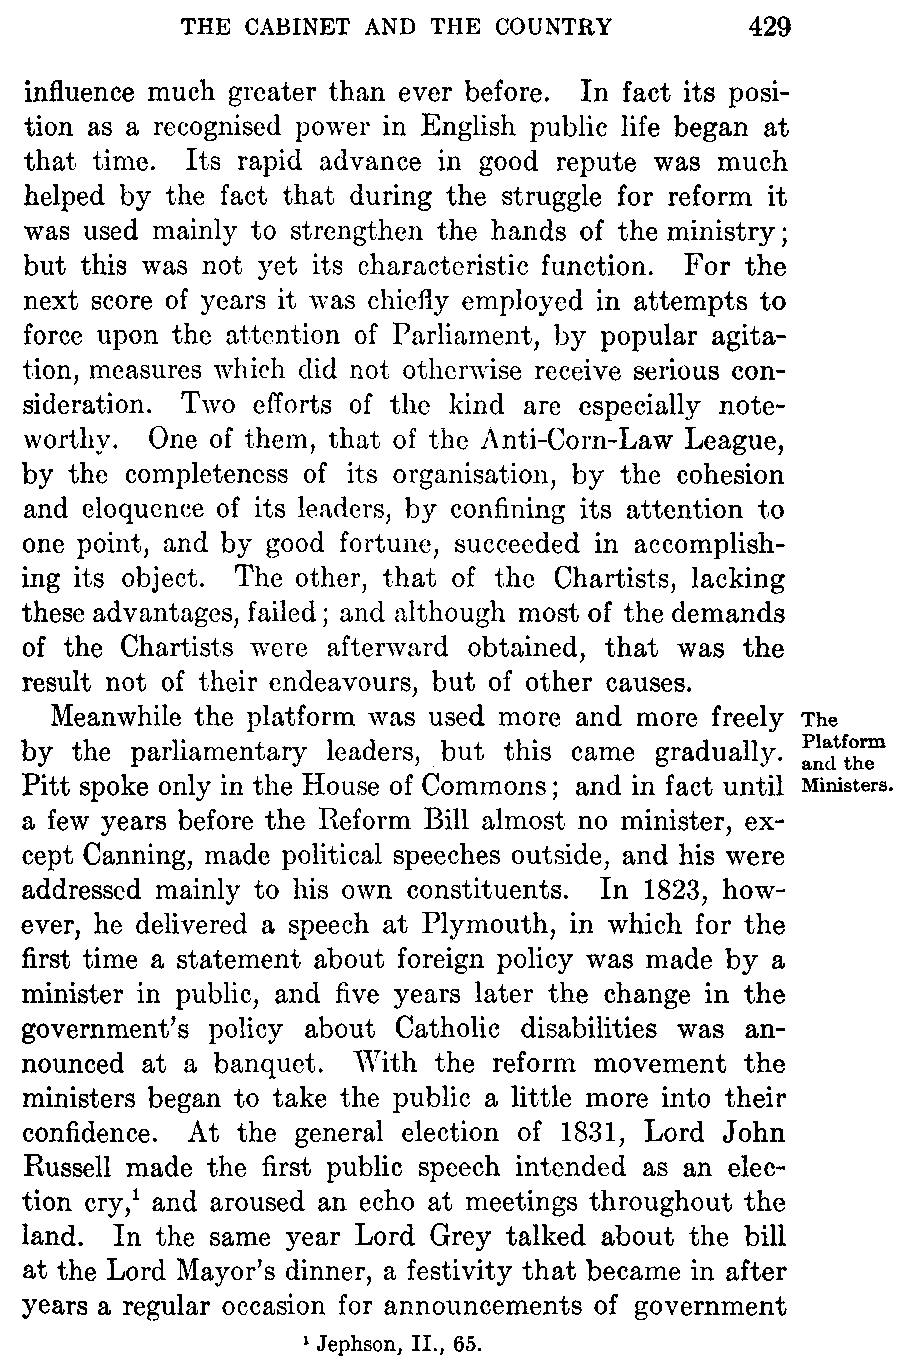 THE CABINET AND THE COUNTRY 429
influence much greater than ever before. In fact its posi-
tion as a recognised power in English public life began at
that time. Its rapid advance in good repute was much
helped by the fact that during the struggle for reform it
was used mainly to strengthen the hands of the ministry;
but this was not yet its characteristic function. For the
next score of years it was chiefly employed in attempts to
force upon the attention of Parliament, by popular agita-
tion, measures which did not otherwise receive serious con-
sideration. Two efforts of the kind are especially note-
worthy. One of them, that of the Anti-Corn-Law League,
by the completeness of its organisation, by the cohesion
and eloquence of its leaders, by confining its attention to
one point, and by good fortune, succeeded in accomplish-
ing its object. The other, that of the Chartists, lacking
these advantages, failed; and although most of the demands
of the Chartists were afterward obtained, that was the
result not of their endeavours, but of other causes.
Meanwhile the platform was used more and more freely
by the parliamentary leaders, but this came gradually.
Pitt spoke only in the House of Commons; and in fact until
a few years before the Reform Bill almost no minister, ex-
cept Canning, made political speeches outside, and his were
addressed mainly to his own constituents. In 1823, how-
ever, he delivered a speech at Plymouth, in which for the
first time a statement about foreign policy was made by a
minister in public, and five years later the change in the
government's policy about Catholic disabilities was an-
nounced at a banquet. With the reform movement the
ministers began to take the public a little more into their
confidence. At the general election of 1831, Lord John
Russell made the first public speech intended as an elec-
tion cry,¹ and aroused an echo at meetings throughout the
land. In the same year Lord Grey talked about the bill
at the Lord Mayor's dinner, a festivity that became in after
years a regular occasion for announcements of government
The
Platform
and the
Ministers.
¹ Jephson, II., 65.